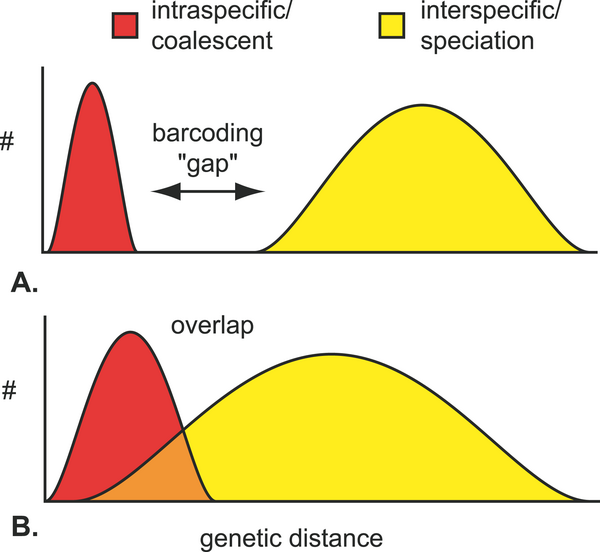 intraspecific/
coalescent
interspecific/
speciation
#
barcoding
"gap"
A.
overlap
#
B.
genetic distance